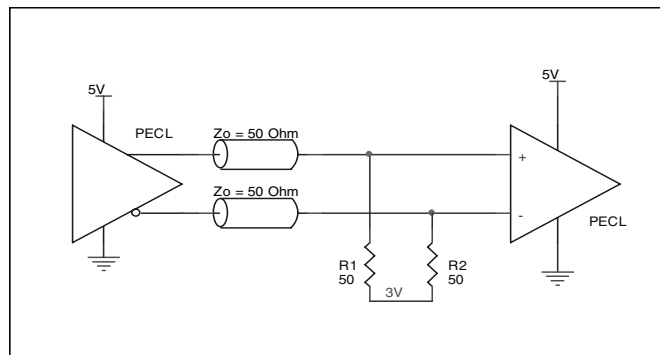 5V
5V
PECL
Zo = 50 Ohm
+
Zo = 50 Ohm
-
PECL
R1
50
R2
50
3V